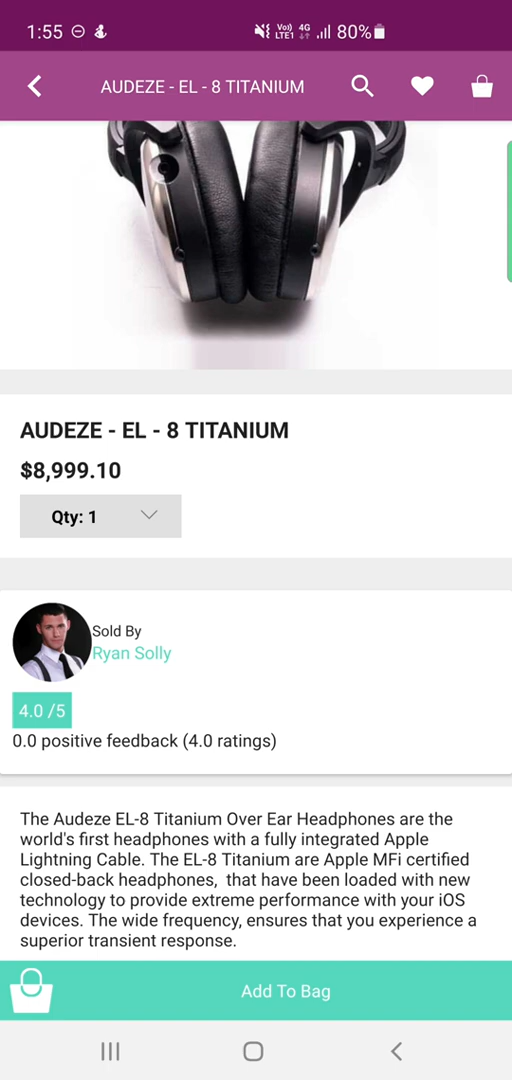 1:55
Vo)) 4G
LTE1
80%
AUDEZE - EL - 8 TITANIUM
AUDEZE - EL - 8 TITANIUM
$8,999.10
Qty: 1
Sold By
Ryan Solly
4.0 /5
0.0 positive feedback (4.0 ratings)
The Audeze EL-8 Titanium Over Ear Headphones are the
world's first headphones with a fully integrated Apple
Lightning Cable. The EL-8 Titanium are Apple MFi certified
closed-back headphones,  that have been loaded with new
technology to provide extreme performance with your iOS
devices. The wide frequency, ensures that you experience a
superior transient response.
Add To Bag